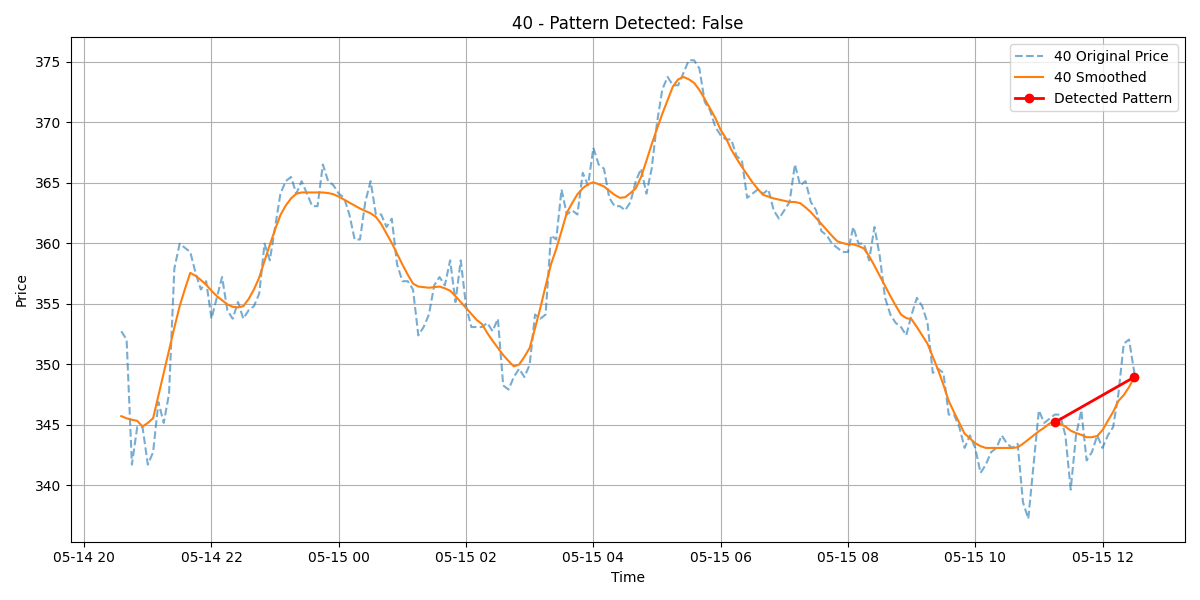 40 - Pattern Detected: False
40 Original Price
40 Smoothed
Detected Pattern
Price
375
370
365
360
355
350
345
340
05-14 20
05-14 22
05-15 00
05-15 02
05-15 04
05-15 06
05-15 08
05-15 10
05-15 12
Time